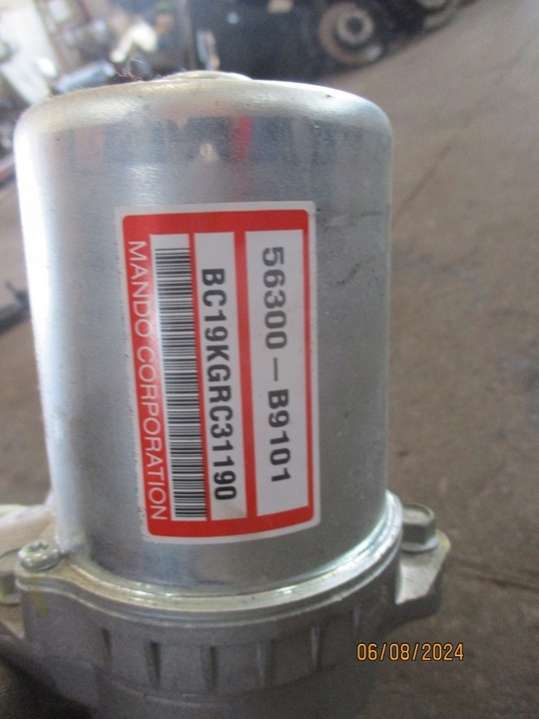 56300-B9101
BC19KGRC31190
MANDO CORPORATION
06/08/2024